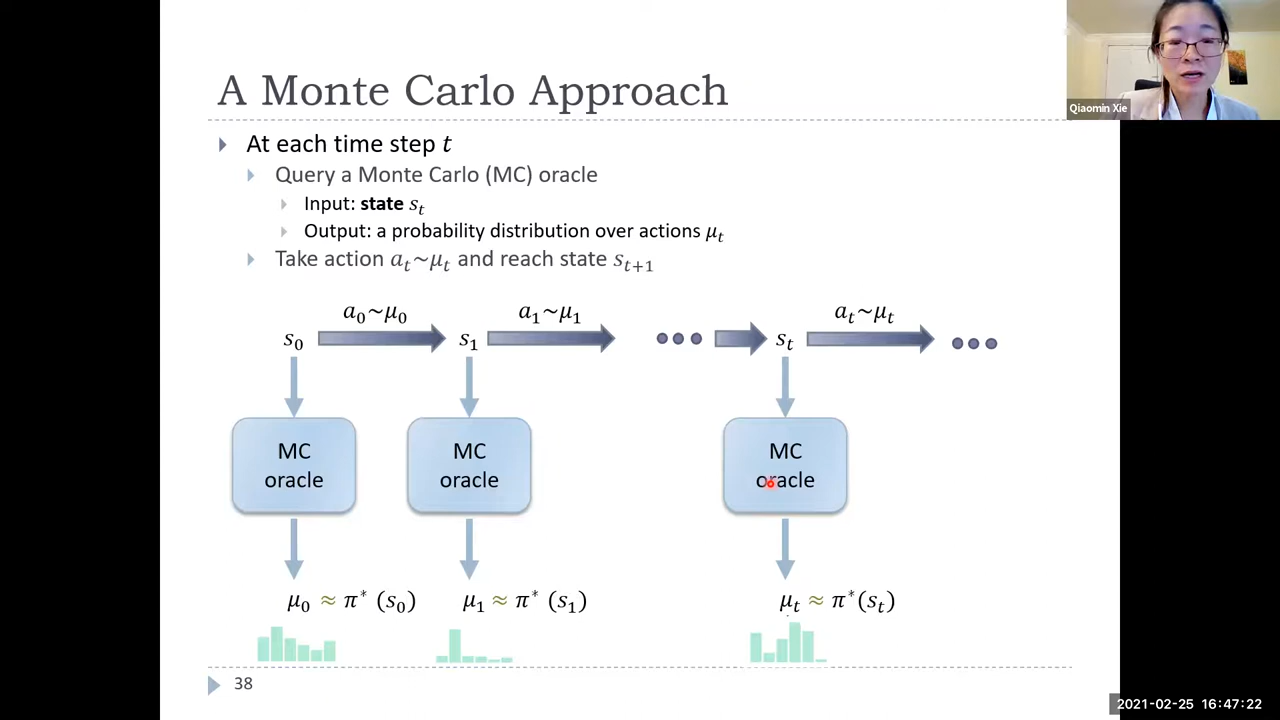 A Monte Carlo Approach
Qiaomin Xie
At each time step t
Query a Monte Carlo (MC) oracle
Input: state s_t
Output: a probability distribution over actions μ_t
Take action a_t~μ_t and reach state s_{t+1}
a_0~μ_0 a_1~μ_1 a_t~μ_t
s_0 s_1 s_t
MC MC MC
oracle oracle oracle
μ_0 ≈ π* (s_0) μ_1 ≈ π* (s_1) μ_t ≈ π*(s_t)
38
2021-02-25 16:47:22